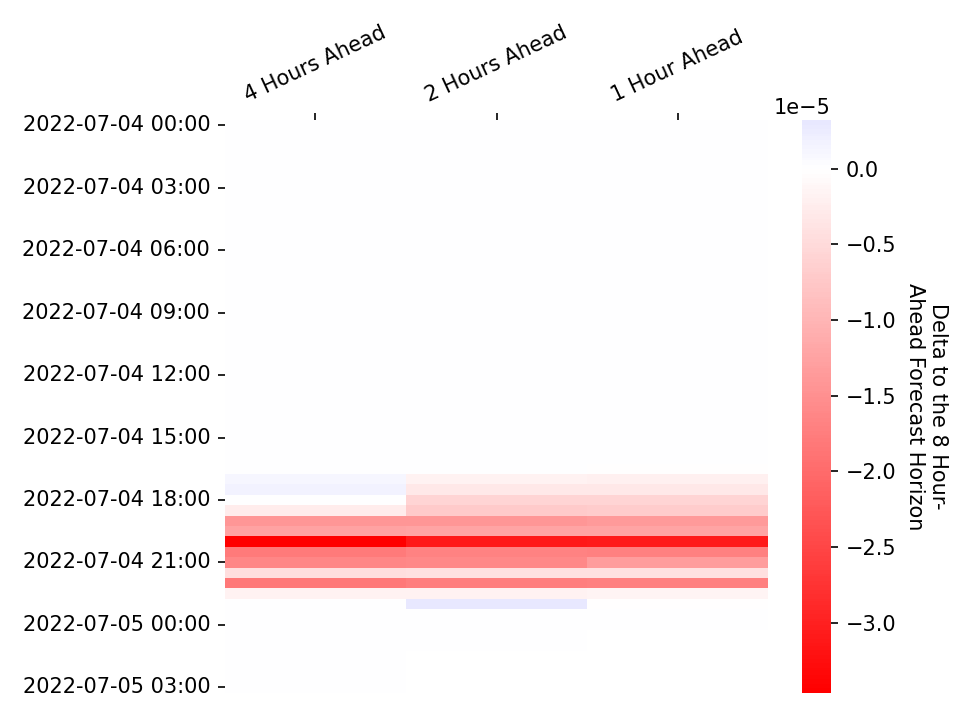 4 Hours Ahead
2 Hours Ahead
1 Hour Ahead
1e−5
2022-07-04 00:00
2022-07-04 03:00
2022-07-04 06:00
2022-07-04 09:00
2022-07-04 12:00
2022-07-04 15:00
2022-07-04 18:00
2022-07-04 21:00
2022-07-05 00:00
2022-07-05 03:00
0.0
−0.5
−1.0
−1.5
−2.0
−2.5
−3.0
Delta to the 8 Hour-
Ahead Forecast Horizon